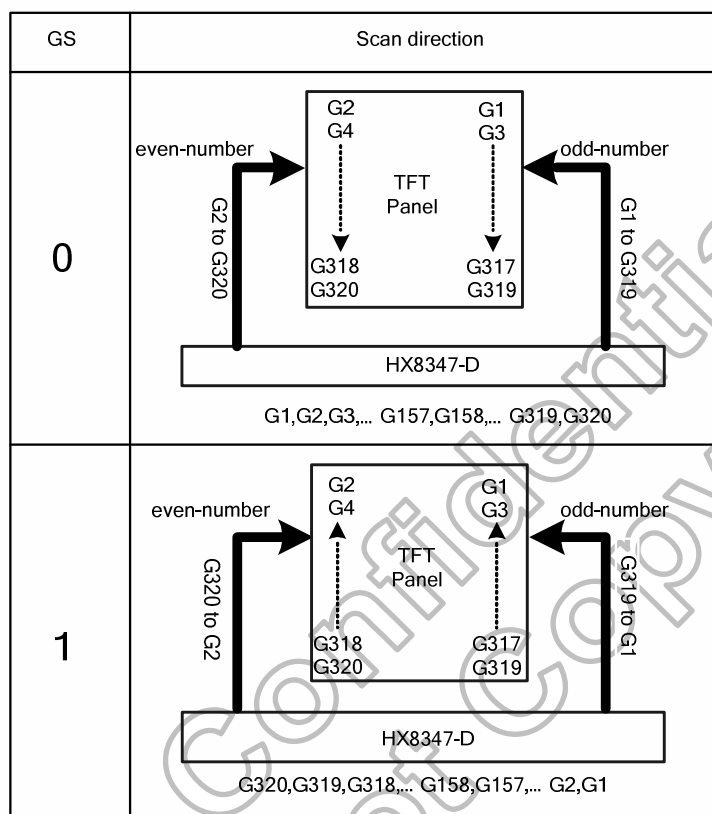 GS
Scan direction
0
G2
G4
G1
G3
even-number
odd-number
TFT
Panel
G2 to G320
G1 to G319
G318
G320
G317
G319
HX8347-D
G1,G2,G3,... G157,G158,... G319,G320
1
G2
G4
G1
G3
even-number
odd-number
TFT
Panel
G320 to G2
G319 to G1
G318
G320
G317
G319
HX8347-D
G320,G319,G318,... G158,G157,... G2,G1
Confidential